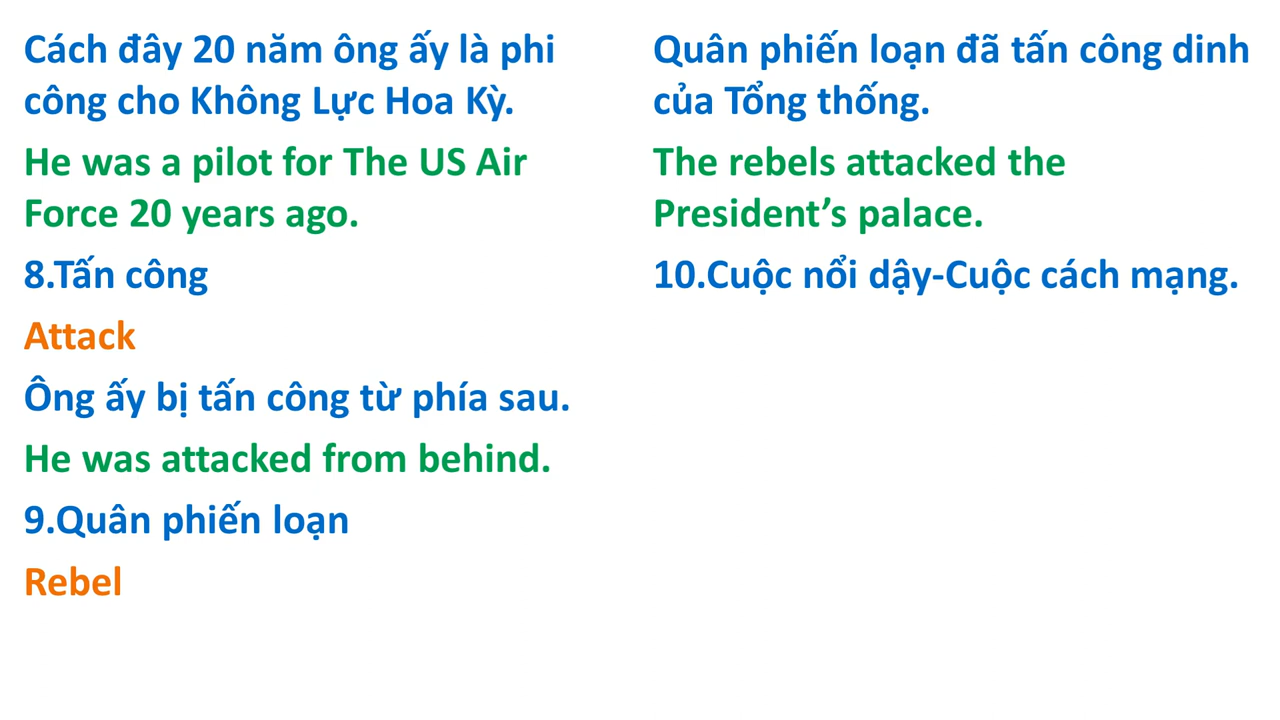 Cách đây 20 năm ông ấy là phi
công cho Không Lực Hoa Kỳ.
He was a pilot for The US Air
Force 20 years ago.
8.Tấn công
Attack
Ông ấy bị tấn công từ phía sau.
He was attacked from behind.
9.Quân phiến loạn
Rebel
Quân phiến loạn đã tấn công dinh
của Tổng thống.
The rebels attacked the
President’s palace.
10.Cuộc nổi dậy-Cuộc cách mạng.